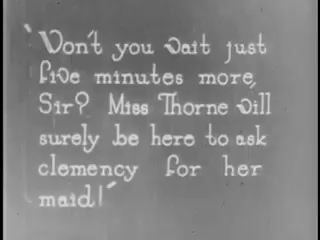 "Won't you wait just
five minutes more,
Sir? Miss Thorne will
surely be here to ask
clemency for her
maid!"